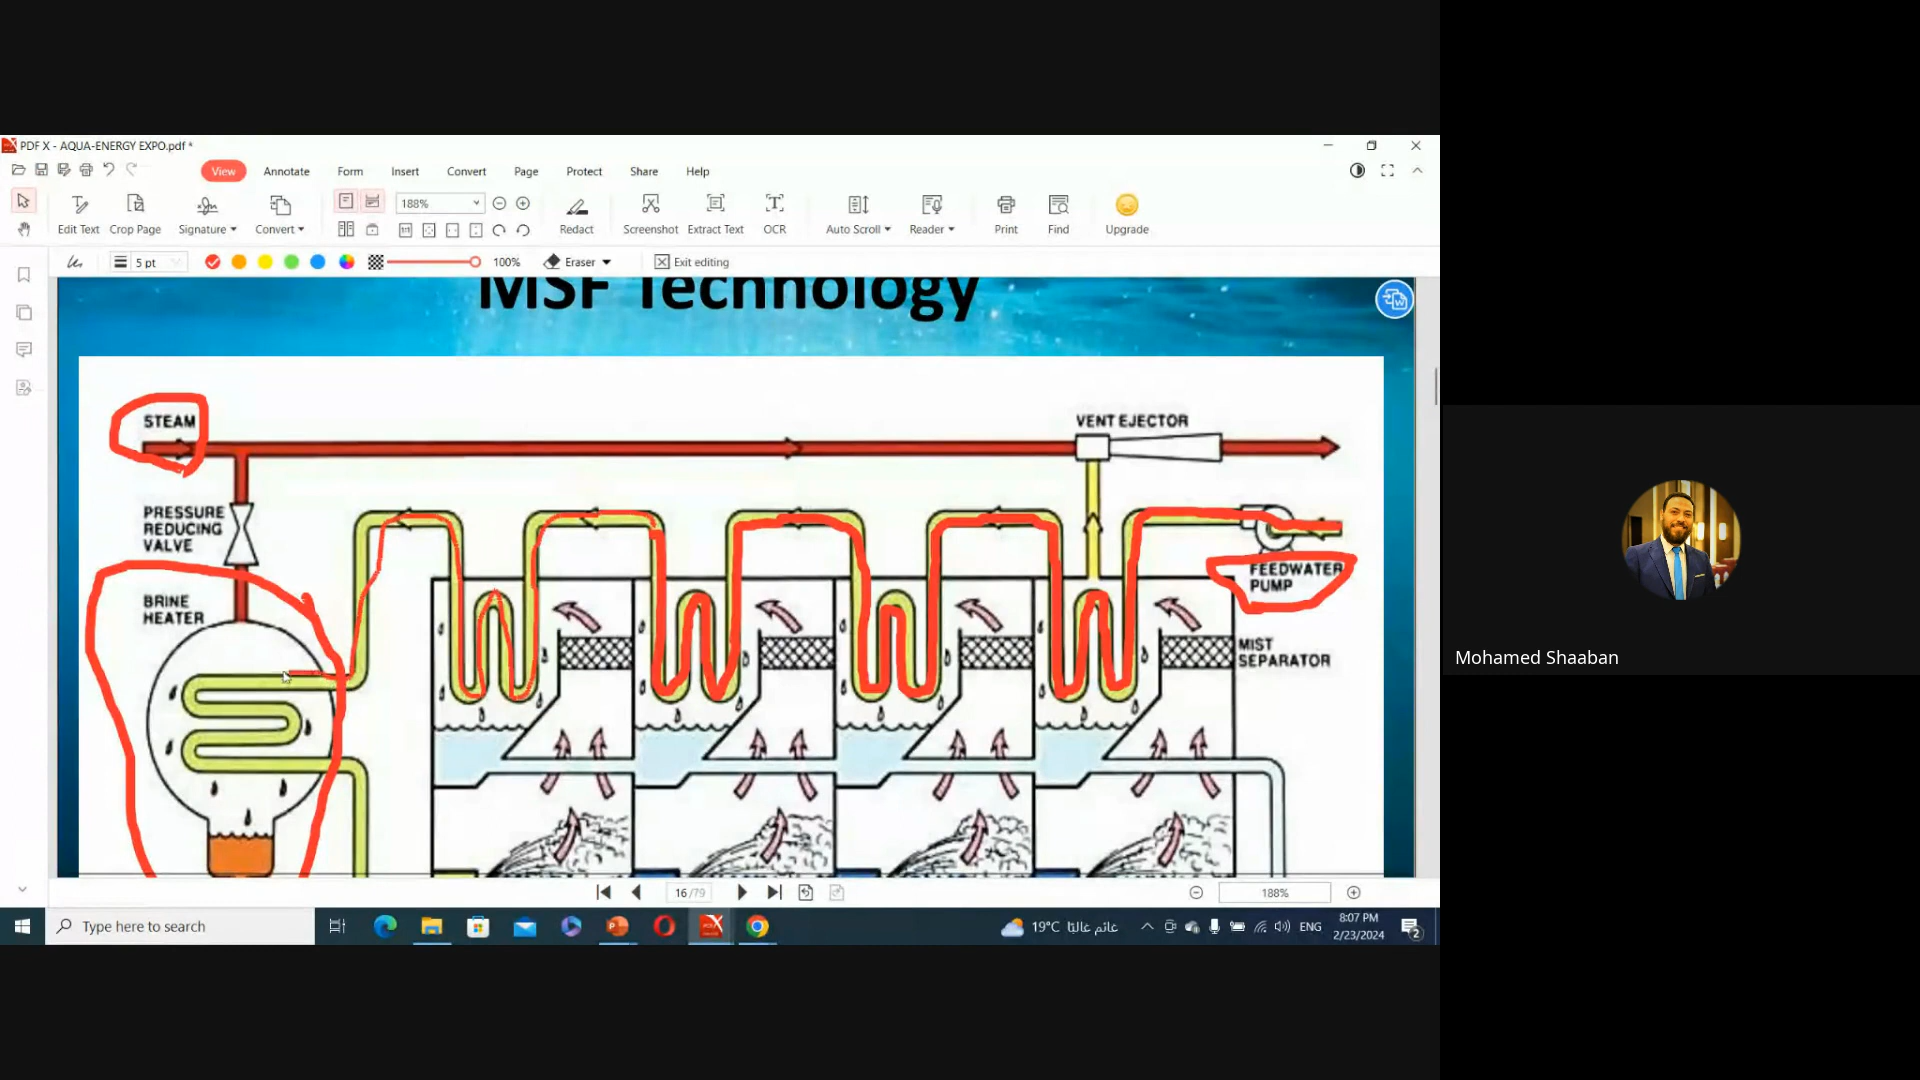 PDF X - AQUA-ENERGY EXPO.pdf *
View Annotate Form Insert Convert Page Protect Share Help
188%
Edit Text Crop Page Signature Convert Redact Screenshot Extract Text OCR Auto Scroll Reader Print Find Upgrade
5 pt 100% Eraser Exit editing
MSF Technology
STEAM
VENT EJECTOR
PRESSURE
REDUCING
VALVE
FEEDWATER
PUMP
BRINE
HEATER
MIST
SEPARATOR
Mohamed Shaaban
16 /79
188%
Type here to search
19°C غائم غالبًا
ENG
8:07 PM
2/23/2024
2